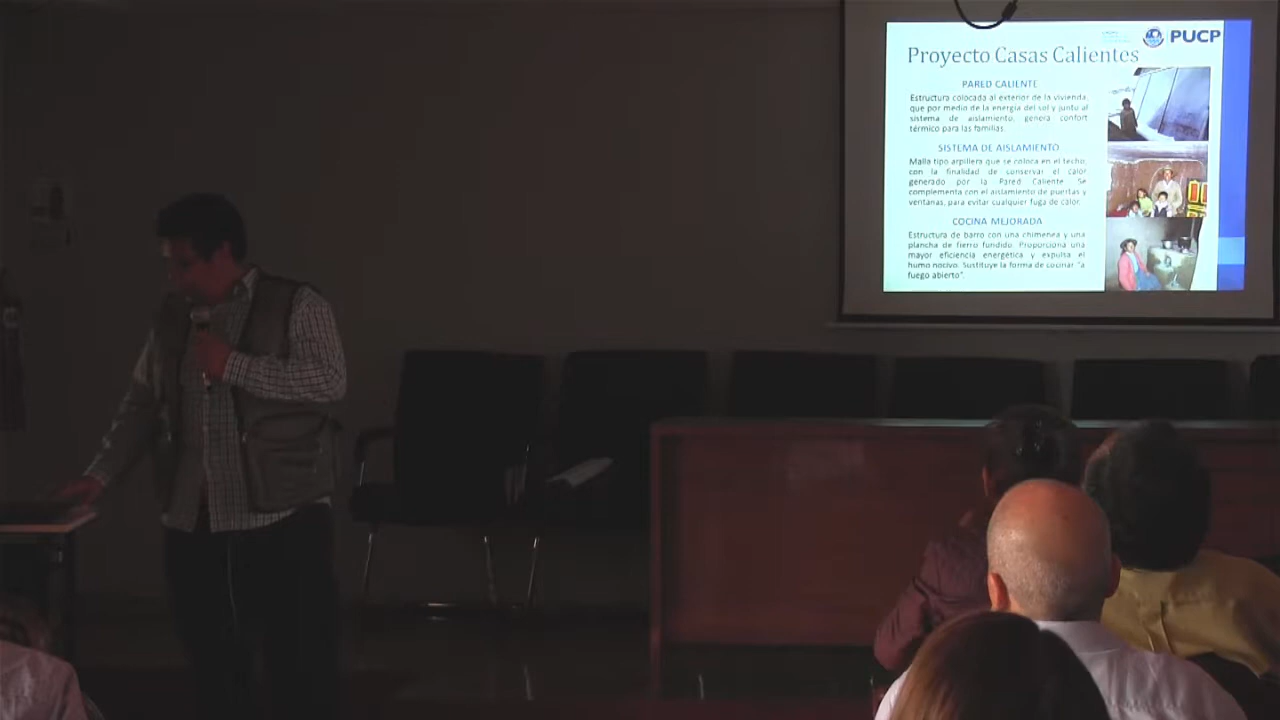 PUCP
Proyecto Casas Calientes
PARED CALIENTE
Estructura colocada al exterior de la vivienda,
que por medio de la energía del sol y junto al
sistema de aislamiento, genera confort
térmico para las familias.
SISTEMA DE AISLAMIENTO
Malla tipo arpillera que se coloca en el techo,
con la finalidad de conservar el calor
generado por la Pared Caliente. Se
complementa con el aislamiento de puertas y
ventanas, para evitar cualquier fuga de calor.
COCINA MEJORADA
Estructura de barro con una chimenea y una
plancha de fierro fundido. Proporciona una
mayor eficiencia energética y expulsa el
humo nocivo. Sustituye la forma de cocinar "a
fuego abierto".